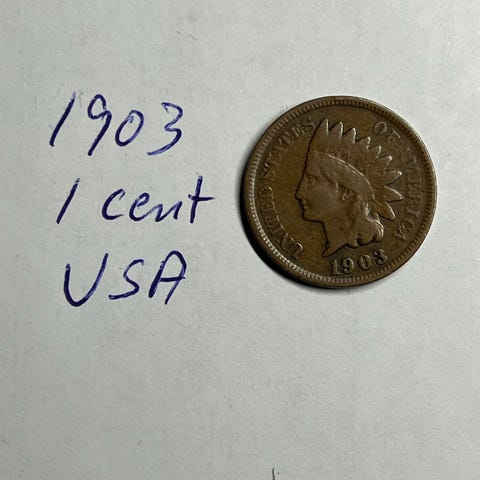 1903
1 cent
USA
UNITED STATES OF AMERICA
1903